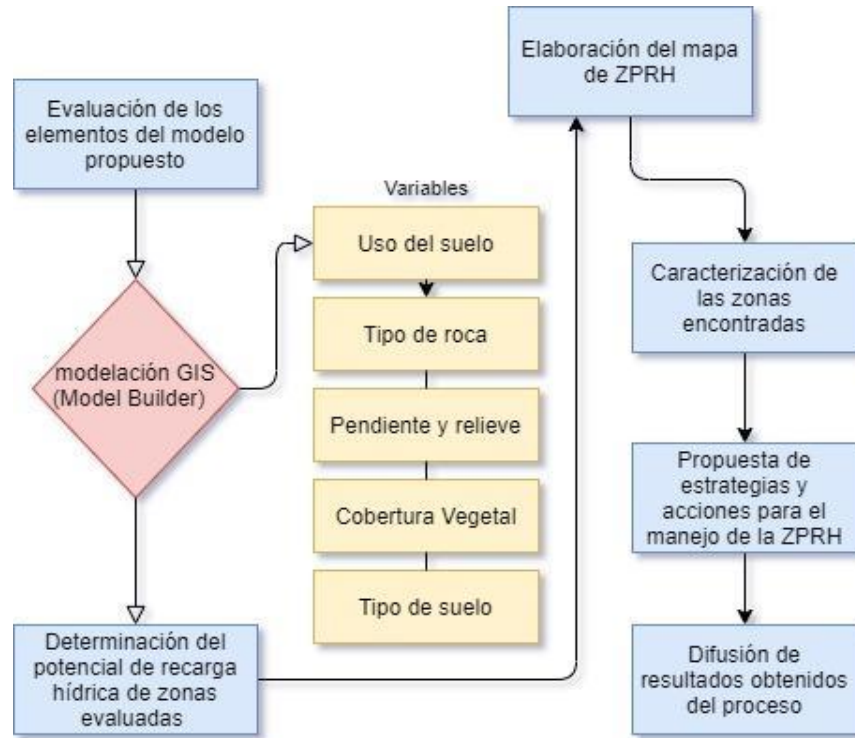 Evaluación de los
elementos del modelo
propuesto
modelación GIS
(Model Builder)
Variables
Uso del suelo
Tipo de roca
Pendiente y relieve
Cobertura Vegetal
Tipo de suelo
Determinación del
potencial de recarga
hídrica de zonas
evaluadas
Elaboración del mapa
de ZPRH
Caracterización de
las zonas
encontradas
Propuesta de
estrategias y
acciones para el
manejo de la ZPRH
Difusión de
resultados obtenidos
del proceso